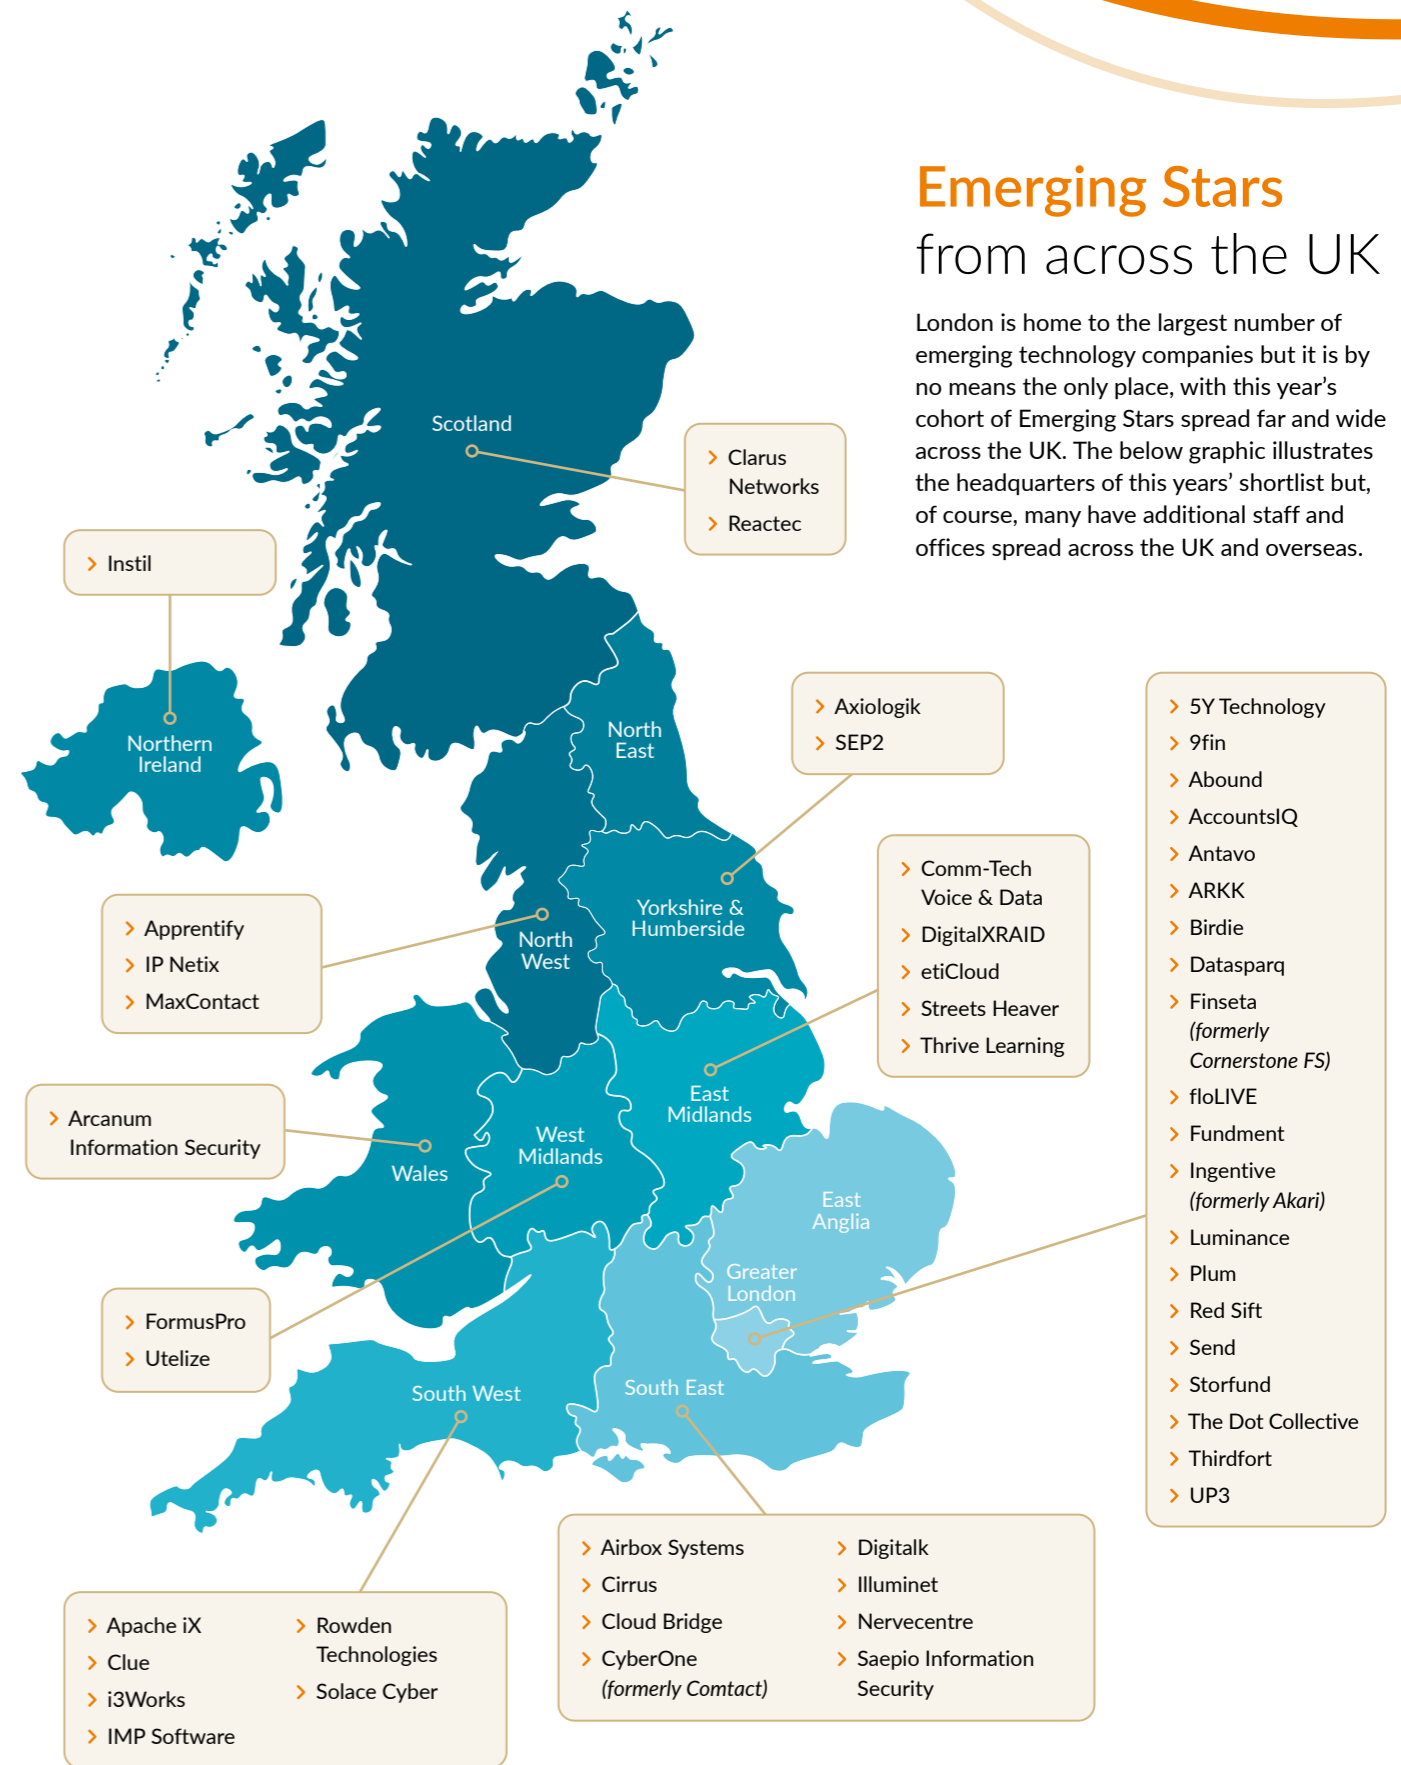 Emerging Stars
from across the UK
London is home to the largest number of
emerging technology companies but it is by
no means the only place, with this year's
cohort of Emerging Stars spread far and wide
across the UK. The below graphic illustrates
the headquarters of this years' shortlist but,
of course, many have additional staff and
offices spread across the UK and overseas.
Scotland
Clarus
Networks
Reactec
Instil
Northern
Ireland
North
East
Axiologik
SEP2
Yorkshire &
Humberside
Apprentify
IP Netix
MaxContact
North
West
Comm-Tech
Voice & Data
DigitalXRAID
etiCloud
Streets Heaver
Thrive Learning
East
Midlands
Arcanum
Information Security
Wales
West
Midlands
FormusPro
Utelize
East
Anglia
Greater
London
5Y Technology
9fin
Abound
AccountsIQ
Antavo
ARKK
Birdie
Datasparq
Finseta
(formerly
Cornerstone FS)
floLIVE
Fundment
Ingentive
(formerly Akari)
Luminance
Plum
Red Sift
Send
Storfund
The Dot Collective
Thirdfort
UP3
South West
Apache iX
Clue
i3Works
IMP Software
Rowden
Technologies
Solace Cyber
South East
Airbox Systems
Cirrus
Cloud Bridge
CyberOne
(formerly Comtact)
Digitalk
Illuminet
Nervecentre
Saepio Information
Security